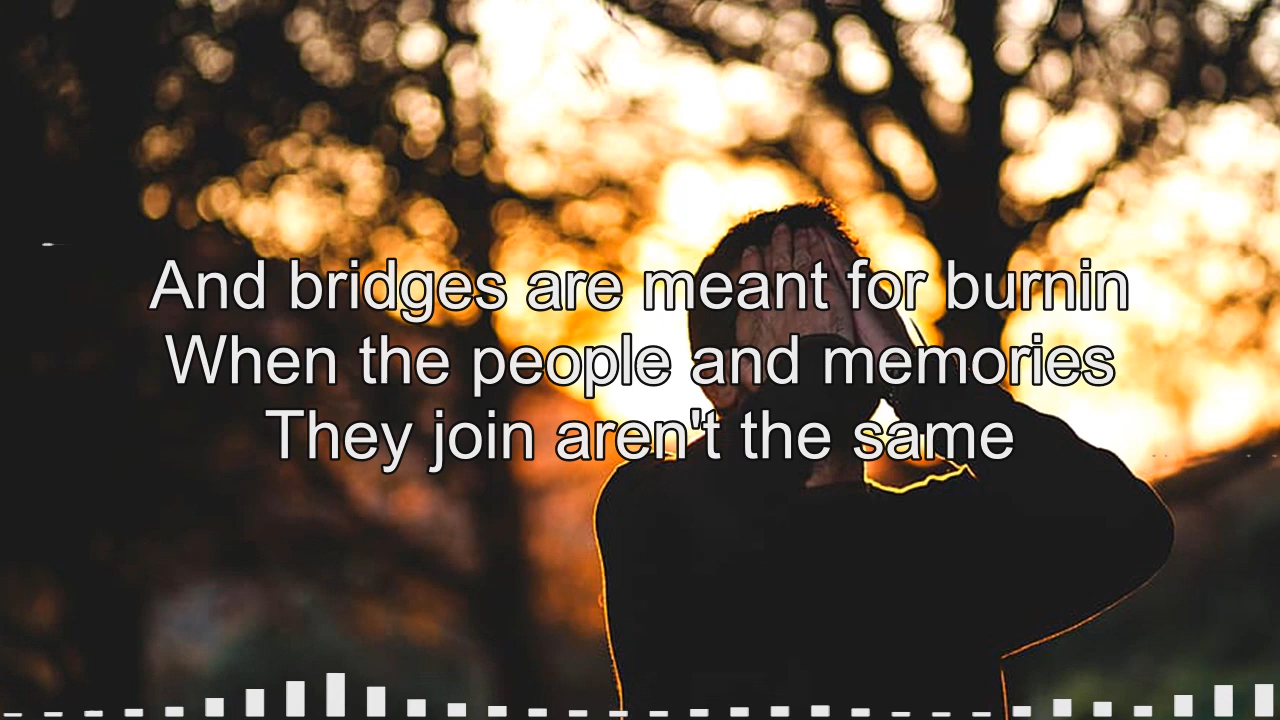 And bridges are meant for burnin
When the people and memories
They join aren't the same